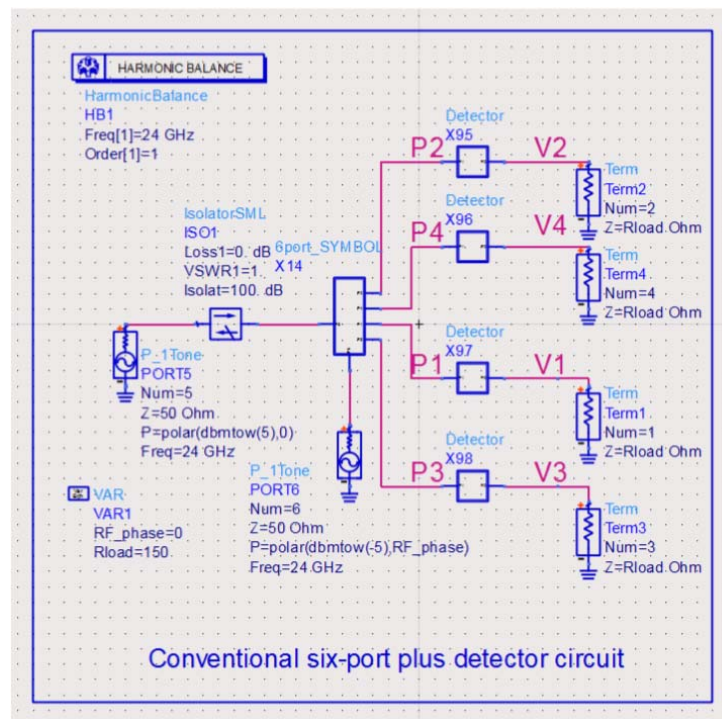 HARMONIC BALANCE
HarmonicBalance
HB1
Freq[1]=24 GHz
Order[1]=1
Detector
X95
P2
V2
Term
Term2
Num=2
Z=Rload Ohm
Detector
X96
P4
V4
Term
Term4
Num=4
Z=Rload Ohm
IsolatorSML
ISO1
Loss1=0. dB
VSWR1=1.
Isolat=100. dB
6port_SYMBOL
X14
Detector
X97
P1
V1
Term
Term1
Num=1
Z=Rload Ohm
P_1Tone
PORT5
Num=5
Z=50 Ohm
P=polar(dbmtow(5),0)
Freq=24 GHz
Detector
X98
P3
V3
Term
Term3
Num=3
Z=Rload Ohm
P_1Tone
PORT6
Num=6
Z=50 Ohm
P=polar(dbmtow(-5),RF_phase)
Freq=24 GHz
VAR
VAR1
RF_phase=0
Rload=150
Conventional six-port plus detector circuit